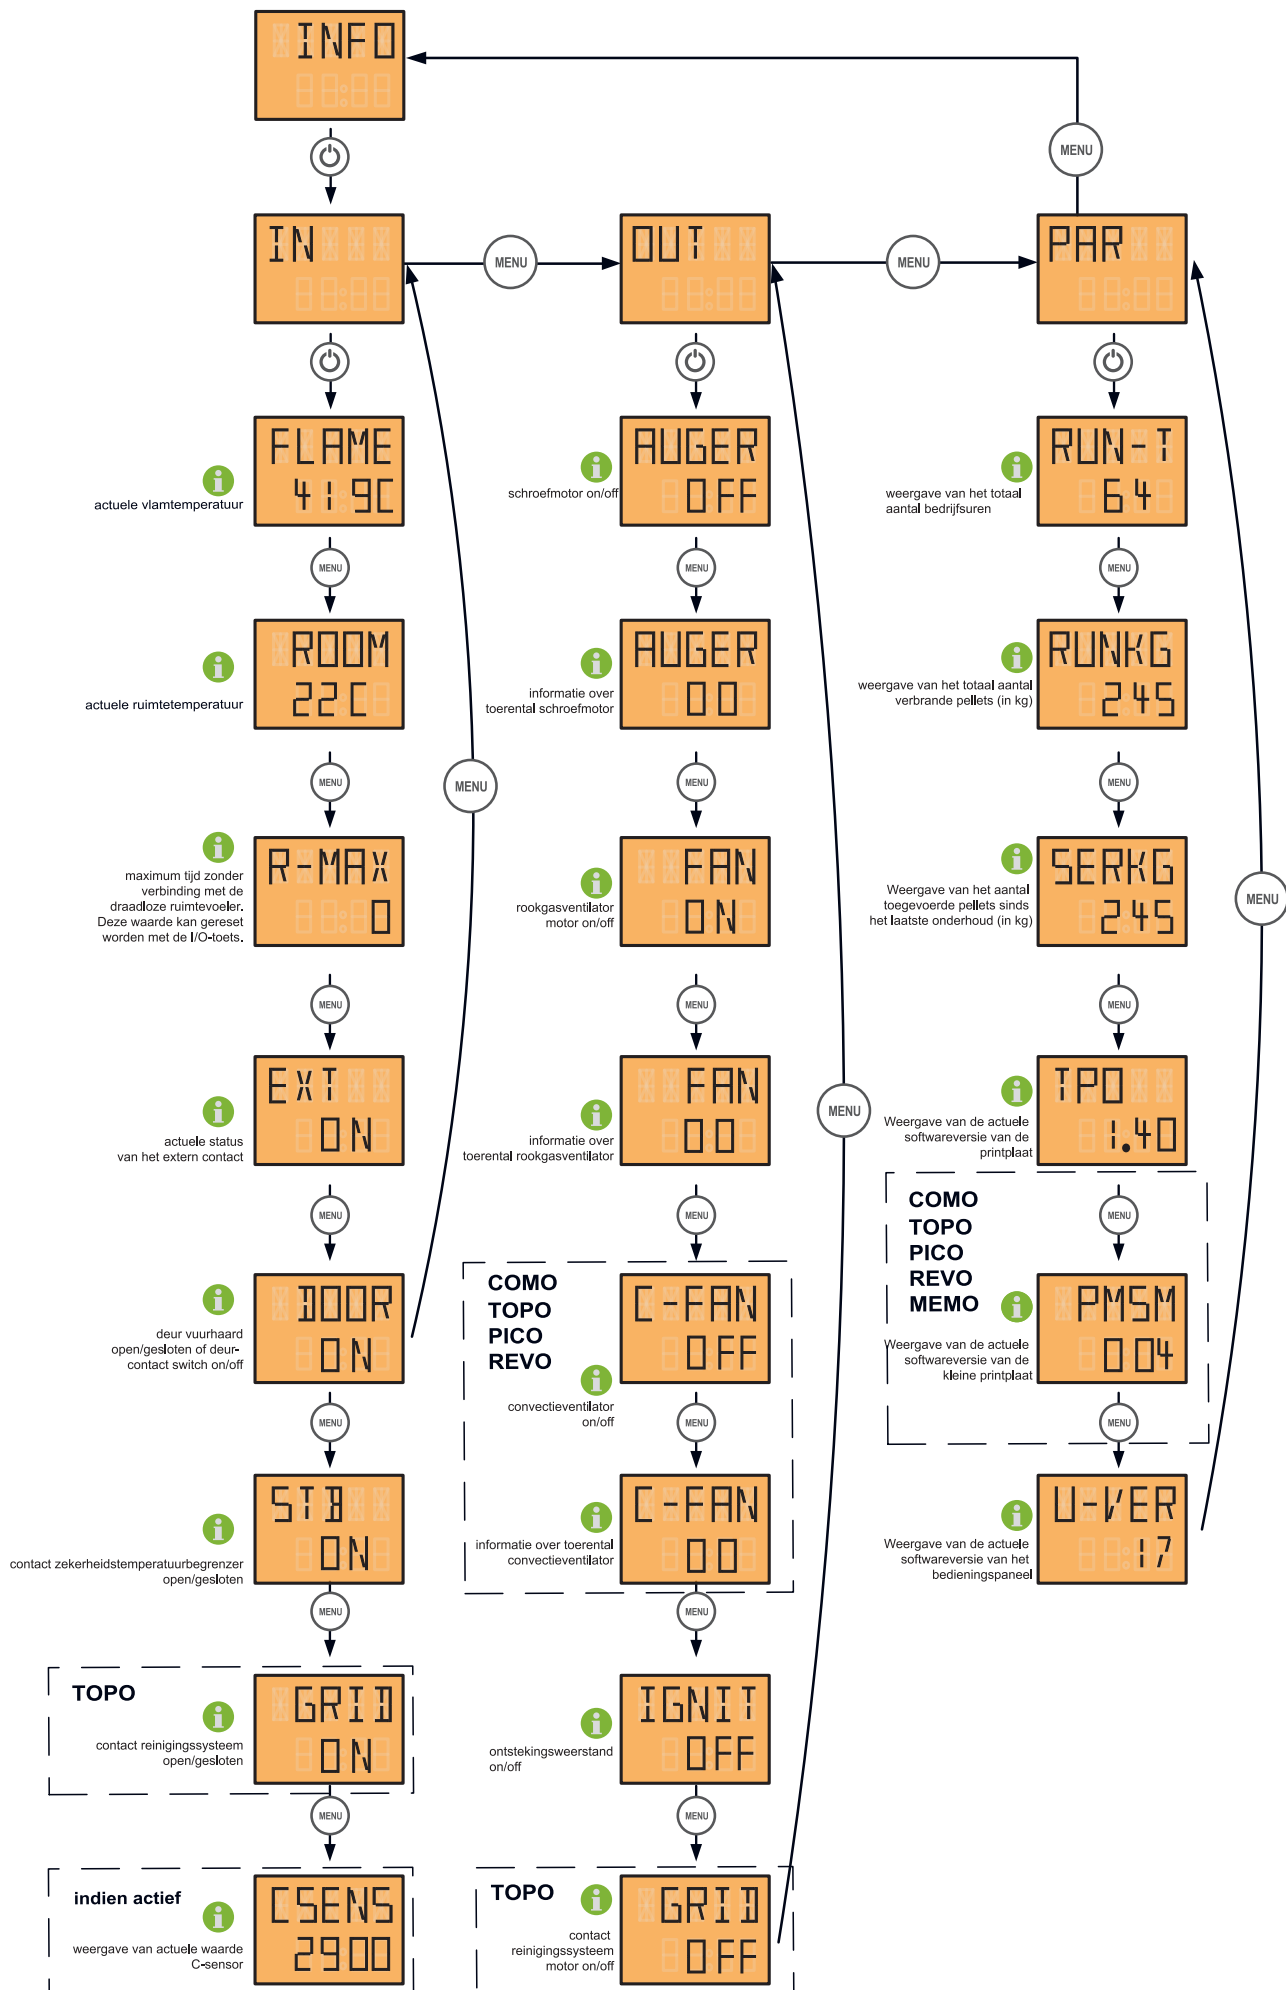 INFO
MENU
IN
MENU
OUT
MENU
PAR
FLAME
419C
actuele vlamtemperatuur
MENU
ROOM
22C
actuele ruimtetemperatuur
MENU
MENU
R-MAX
0
maximum tijd zonder
verbinding met de
draadloze ruimtevoeler.
Deze waarde kan gereset
worden met de I/O-toets.
MENU
EXT
ON
actuele status
van het extern contact
MENU
DOOR
ON
deur vuurhaard
open/gesloten of deur-
contact switch on/off
MENU
STB
ON
contact zekerheidstemperatuurbegrenzer
open/gesloten
MENU
TOPO
GRID
ON
contact reinigingssysteem
open/gesloten
MENU
indien actief
CSENS
2900
weergave van actuele waarde
C-sensor
AUGER
OFF
schroefmotor on/off
MENU
AUGER
00
informatie over
toerental schroefmotor
MENU
FAN
ON
rookgasventilator
motor on/off
MENU
FAN
00
informatie over
toerental rookgasventilator
MENU
MENU
COMO
TOPO
PICO
REVO
C-FAN
OFF
convectieventilator
on/off
MENU
C-FAN
00
informatie over toerental
convectieventilator
MENU
IGNIT
OFF
ontstekingsweerstand
on/off
MENU
TOPO
GRID
OFF
contact
reinigingssysteem
motor on/off
RUN-T
64
weergave van het totaal
aantal bedrijfsuren
MENU
RUNKG
245
weergave van het totaal aantal
verbrande pellets (in kg)
MENU
SERKG
245
Weergave van het aantal
toegevoerde pellets sinds
het laatste onderhoud (in kg)
MENU
MENU
TPO
1.40
Weergave van de actuele
softwareversie van de
printplaat
MENU
COMO
TOPO
PICO
REVO
MEMO
PMSM
004
Weergave van de actuele
softwareversie van de
kleine printplaat
MENU
U-VER
17
Weergave van de actuele
softwareversie van het
bedieningspaneel